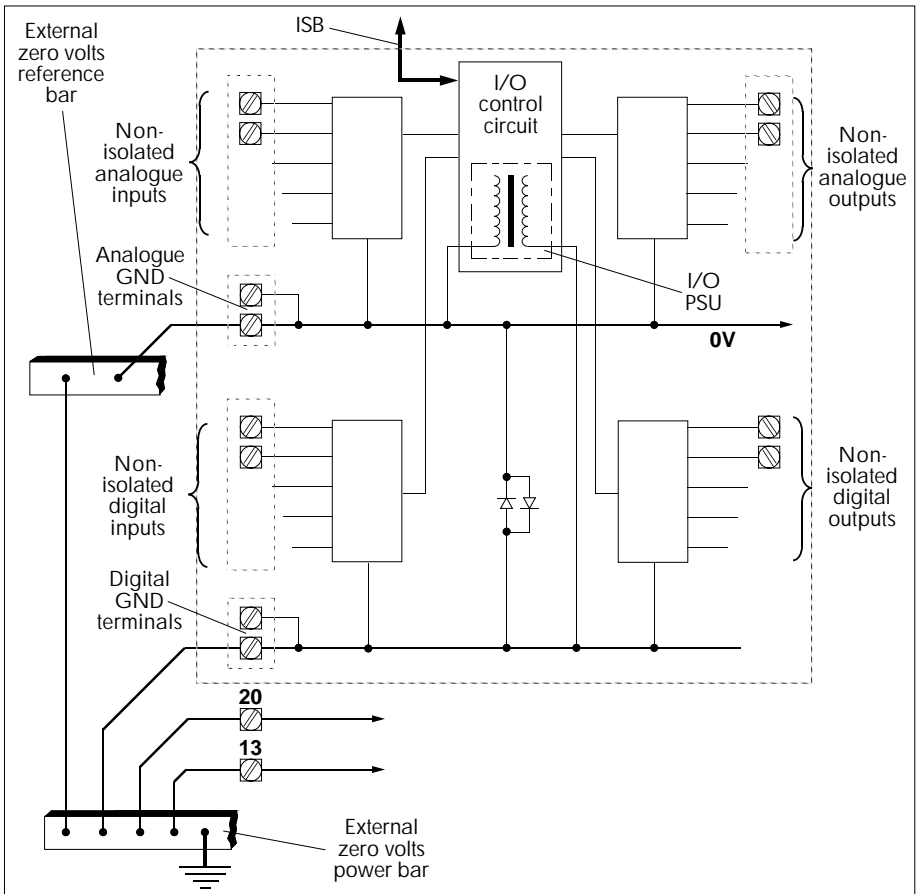 External
zero volts
reference
bar
ISB
I/O
control
circuit
Non-
isolated
analogue
inputs
Non-
isolated
analogue
outputs
Analogue
GND
terminals
I/O
PSU
0V
Non-
isolated
digital
inputs
Non-
isolated
digital
outputs
Digital
GND
terminals
20
13
External
zero volts
power bar